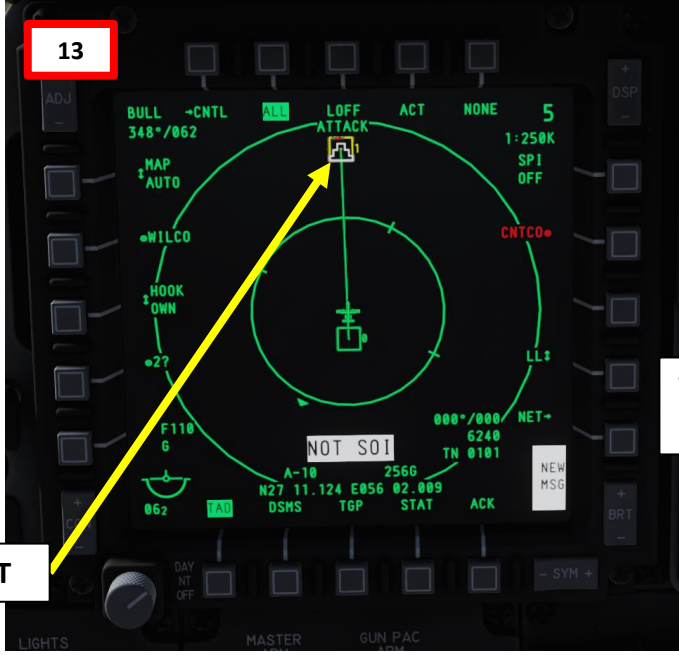 13
ADJ
DSP
BULL →CNTL ALL LOFF ACT NONE 5
348°/062 ATTACK 1:250K
MAP
AUTO
SPI
OFF
1
WILCO
CNTCO
HOOK
OWN
0
2?
LL
F110
G
000°/000 NET→
6240
TN 0101
NOT SOI
NEW
MSG
A-10 256G
N27 11.124 E056 02.009
062 TAD DSMS TGP STAT ACK
BRT
T
DAY
NT
OFF
- SYM +
LIGHTS
MASTER
GUN PAC